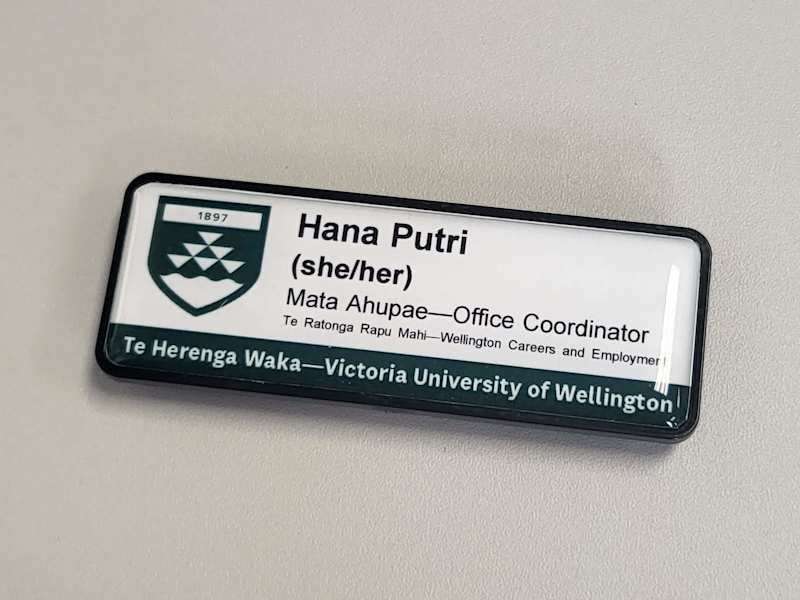 1897
Hana Putri
(she/her)
Mata Ahupae—Office Coordinator
Te Ratonga Rapu Mahi—Wellington Careers and Employment
Te Herenga Waka—Victoria University of Wellington